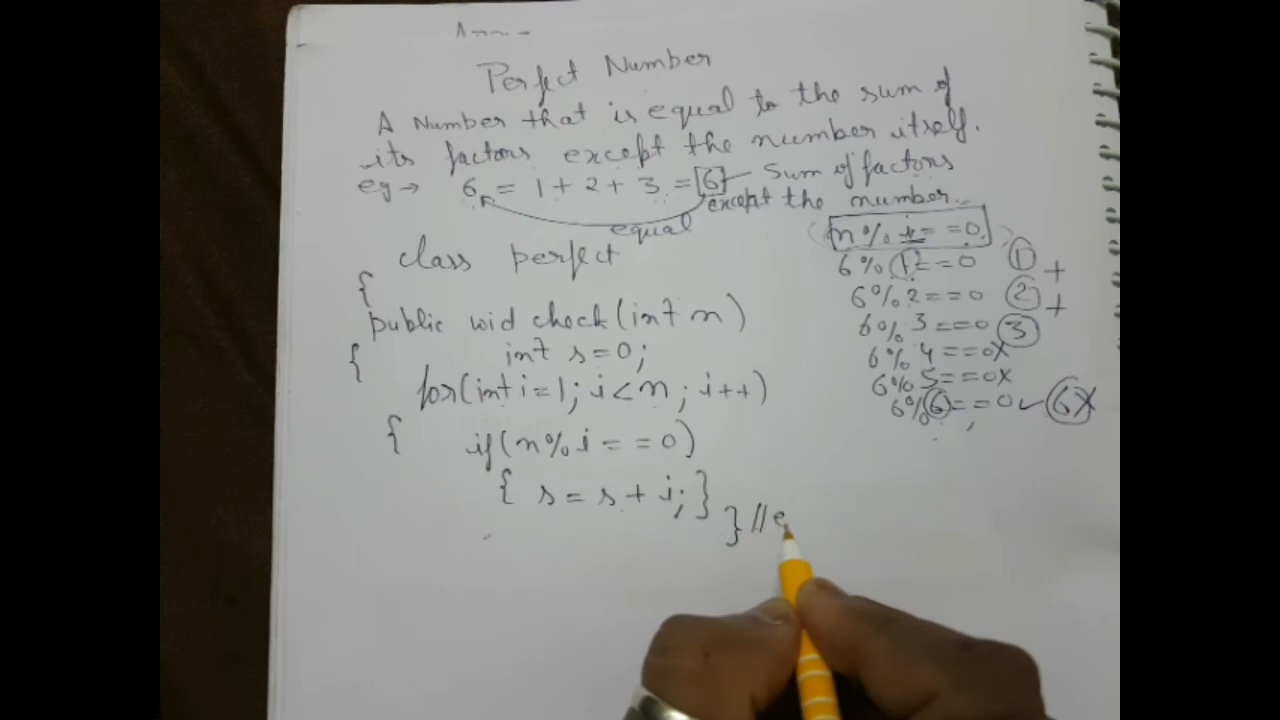 Perfect Number
A Number that is equal to the sum of
its factors except the number itself.
eg → 6 = 1 + 2 + 3 = 6 – Sum of factors
except the number.
equal
n % i == 0
class perfect
6 % 1 == 0 1 +
{
6 % 2 == 0 2 +
public void check(int n)
6 % 3 == 0 3
{ int s=0;
6 % 4 == 0 X
for(int i=1; i<n; i++)
6 % 5 == 0 X
6 % 6 == 0 ✓ 6 X
{ if(n%i == 0)
{ s = s + i; }
} // e